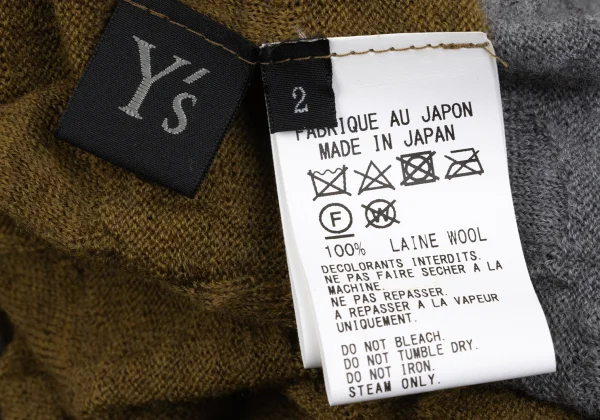 Y's
2
FABRIQUE AU JAPON
MADE IN JAPAN
F W
100% LAINE WOOL
DECOLORANTS INTERDITS.
NE PAS FAIRE SECHER A LA
MACHINE.
NE PAS REPASSER.
A REPASSER A LA VAPEUR
UNIQUEMENT.
DO NOT BLEACH.
DO NOT TUMBLE DRY.
DO NOT IRON.
STEAM ONLY.